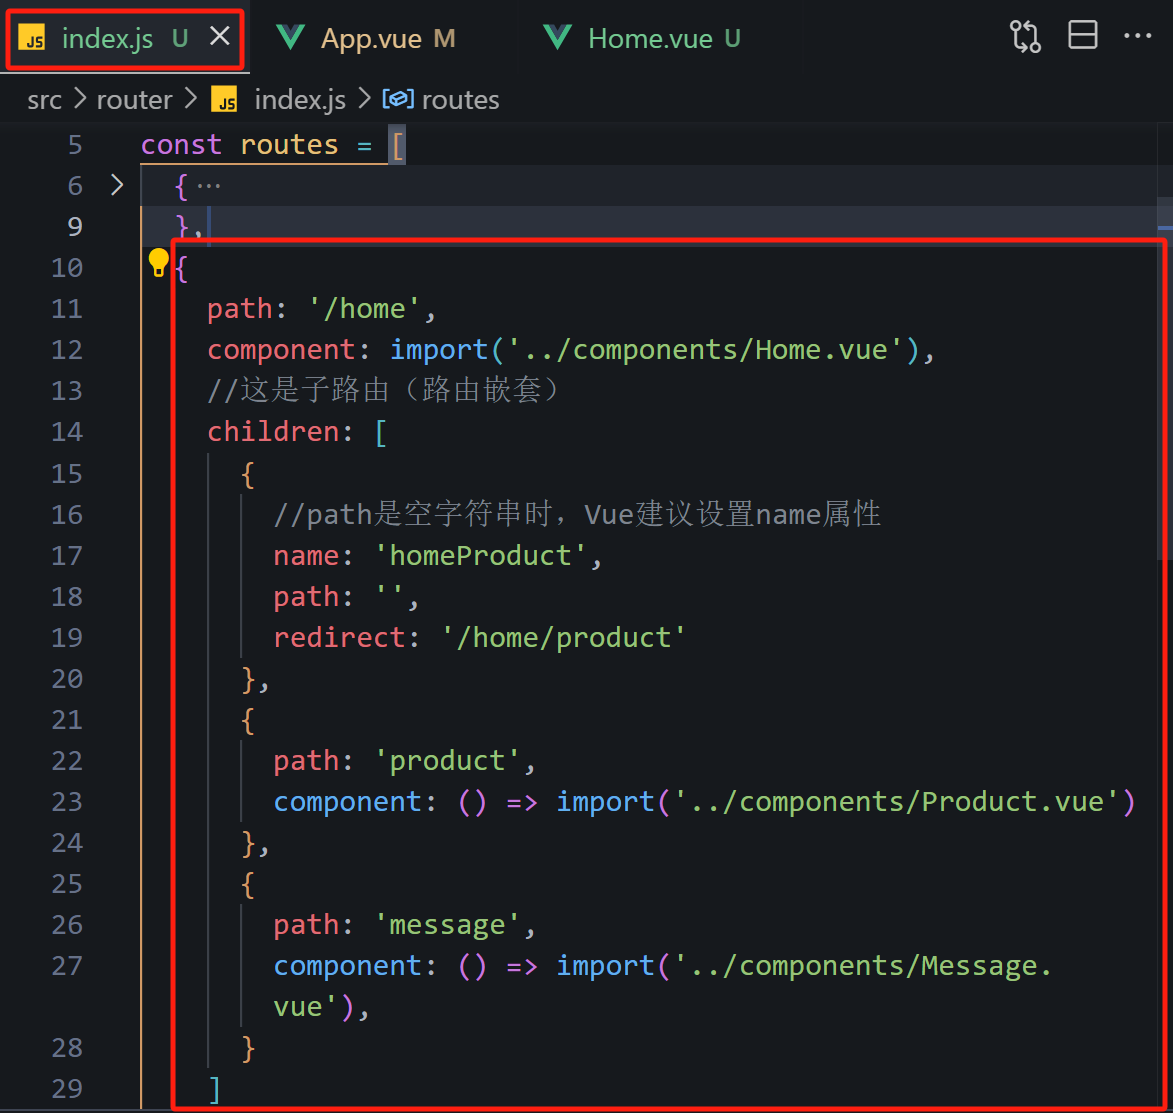 JS index.js U × App.vue M Home.vue U ···
src > router > JS index.js > routes
5 const routes = [
6 > { ···
9 },
10 {
11 path: '/home',
12 component: import('../components/Home.vue'),
13 //这是子路由（路由嵌套）
14 children: [
15 {
16 //path是空字符串时，Vue建议设置name属性
17 name: 'homeProduct',
18 path: '',
19 redirect: '/home/product'
20 },
21 {
22 path: 'product',
23 component: () => import('../components/Product.vue')
24 },
25 {
26 path: 'message',
27 component: () => import('../components/Message.
vue'),
28 }
29 ]